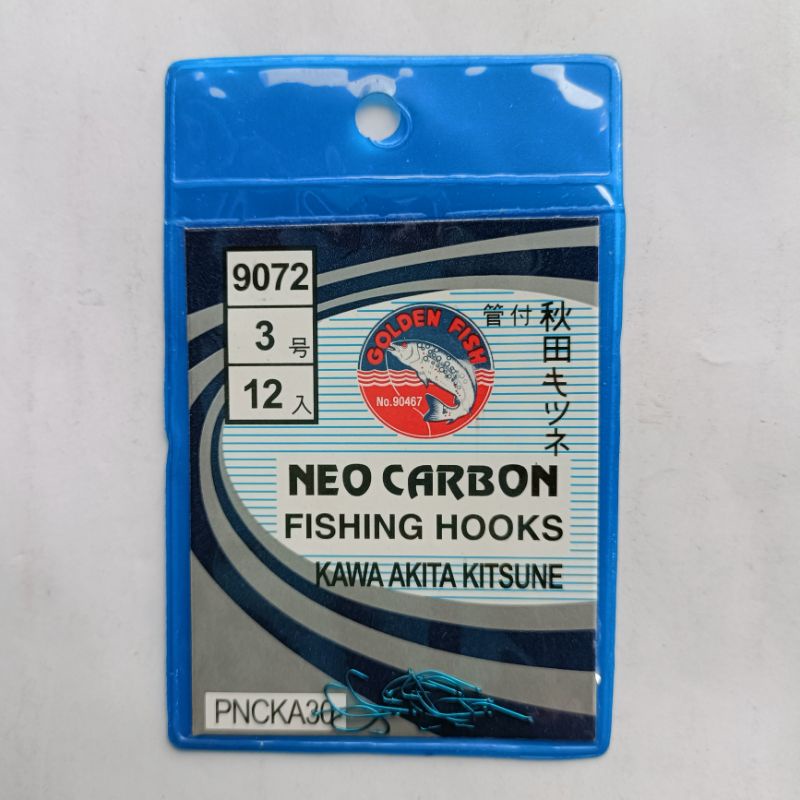 9072
3 号
12 入
GOLDEN FISH
No.90467
管付
秋田キツネ
NEO CARBON
FISHING HOOKS
KAWA AKITA KITSUNE
PNCKA30